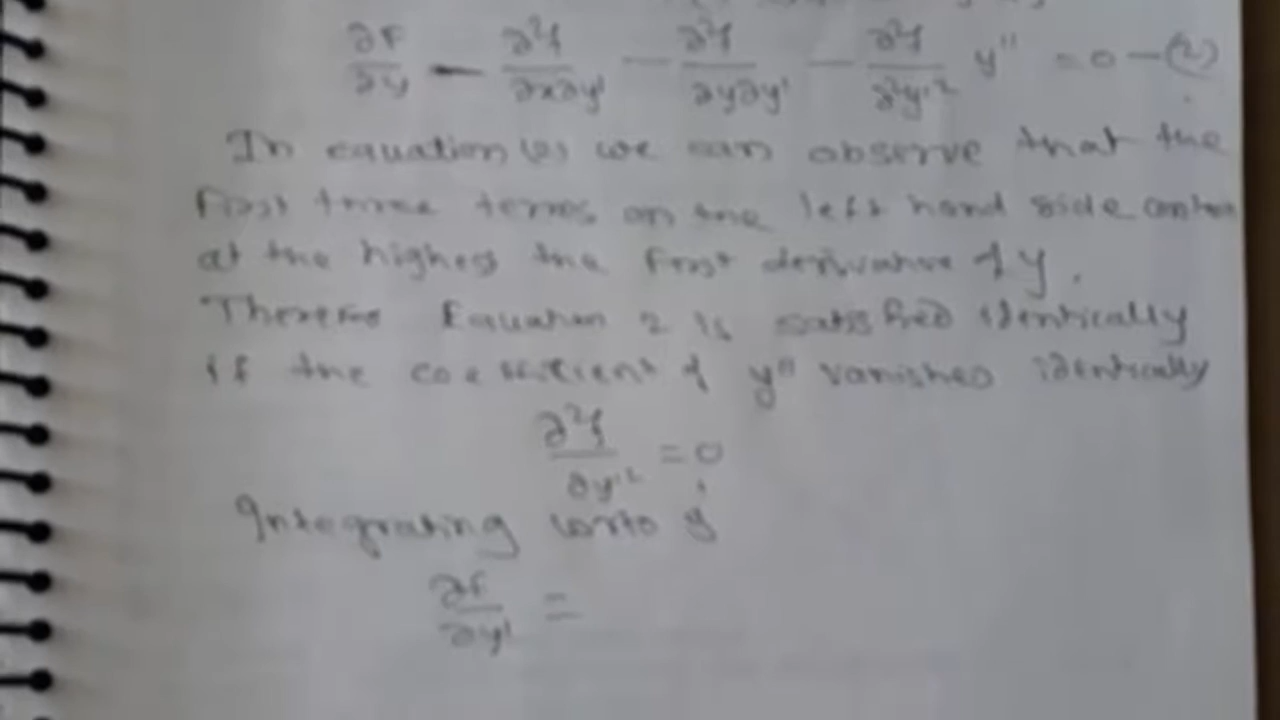 ∂F/∂y − ∂²f/∂x∂y' − ∂²f/∂y∂y' − ∂²f/∂²y'² y'' = 0 — (2)
In equation (2) we can observe that the
first three terms on the left hand side
at the highest the first derivative of y.
Equation 2 is satisfied identically
if the coefficient of y'' vanishes identically
∂²f/∂y'² = 0
Integrating w.r.to y'
∂f/∂y' =